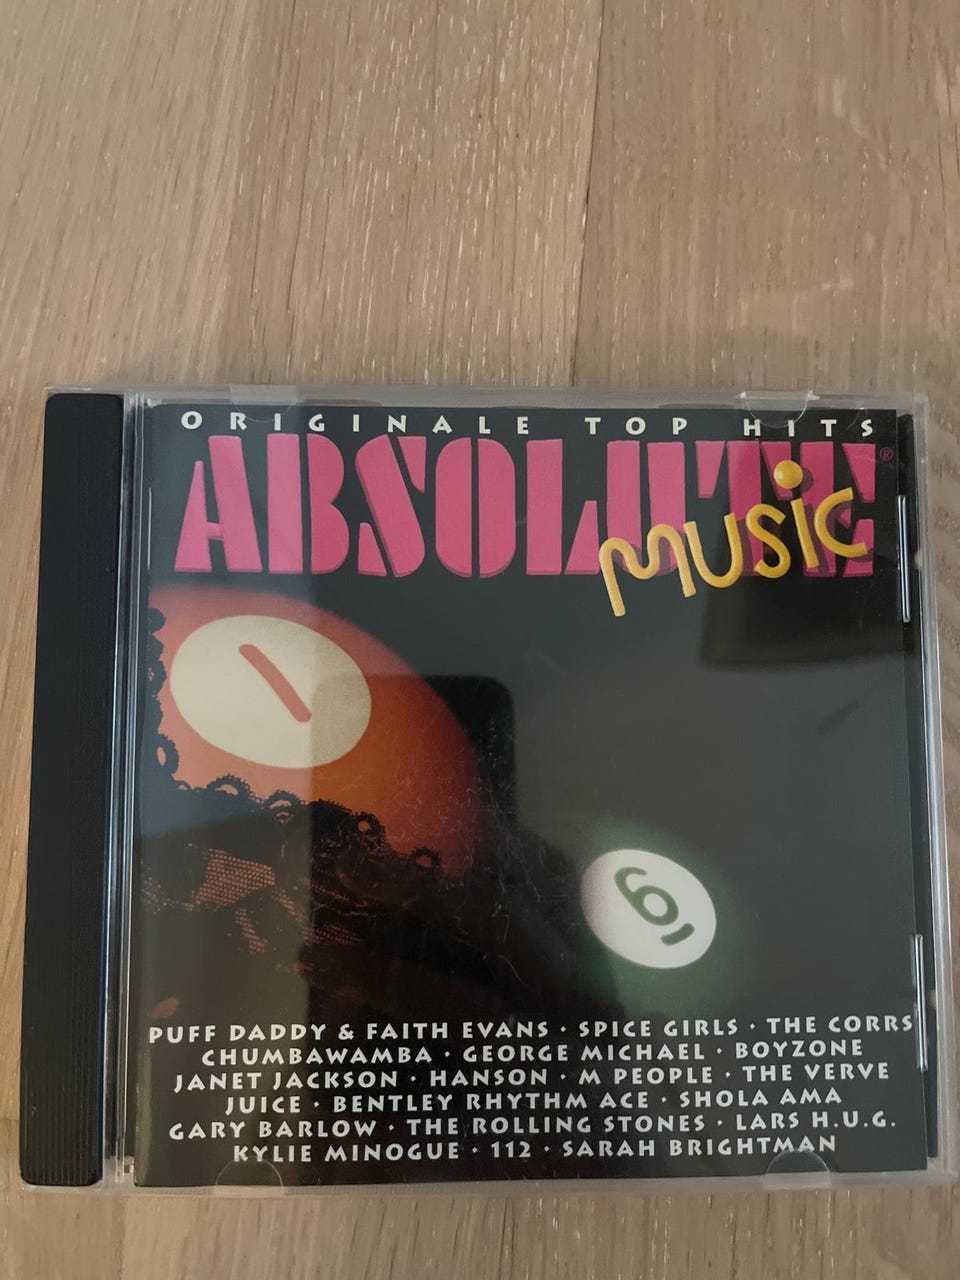 ORIGINALE TOP HITS
ABSOLUTE®
MUSIC
1
6
PUFF DADDY & FAITH EVANS · SPICE GIRLS · THE CORRS
CHUMBAWAMBA · GEORGE MICHAEL · BOYZONE
JANET JACKSON · HANSON · M PEOPLE · THE VERVE
JUICE · BENTLEY RHYTHM ACE · SHOLA AMA
GARY BARLOW · THE ROLLING STONES · LARS H.U.G.
KYLIE MINOGUE · 112 · SARAH BRIGHTMAN